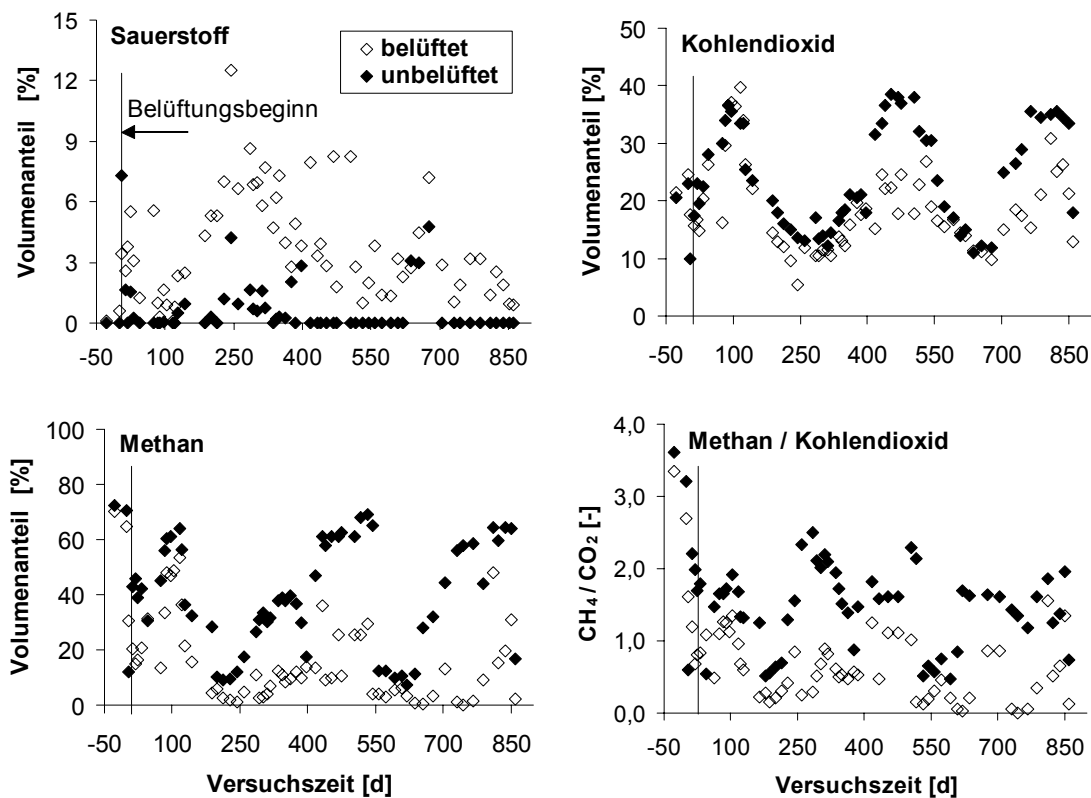 Sauerstoff
belüftet
unbelüftet
Belüftungsbeginn
Volumenanteil [%]
15
12
9
6
3
0
-50 100 250 400 550 700 850
Kohlendioxid
Volumenanteil [%]
50
40
30
20
10
0
-50 100 250 400 550 700 850
Methan
Volumenanteil [%]
100
80
60
40
20
0
-50 100 250 400 550 700 850
Versuchszeit [d]
Methan / Kohlendioxid
CH₄ / CO₂ [-]
4,0
3,0
2,0
1,0
0,0
-50 100 250 400 550 700 850
Versuchszeit [d]